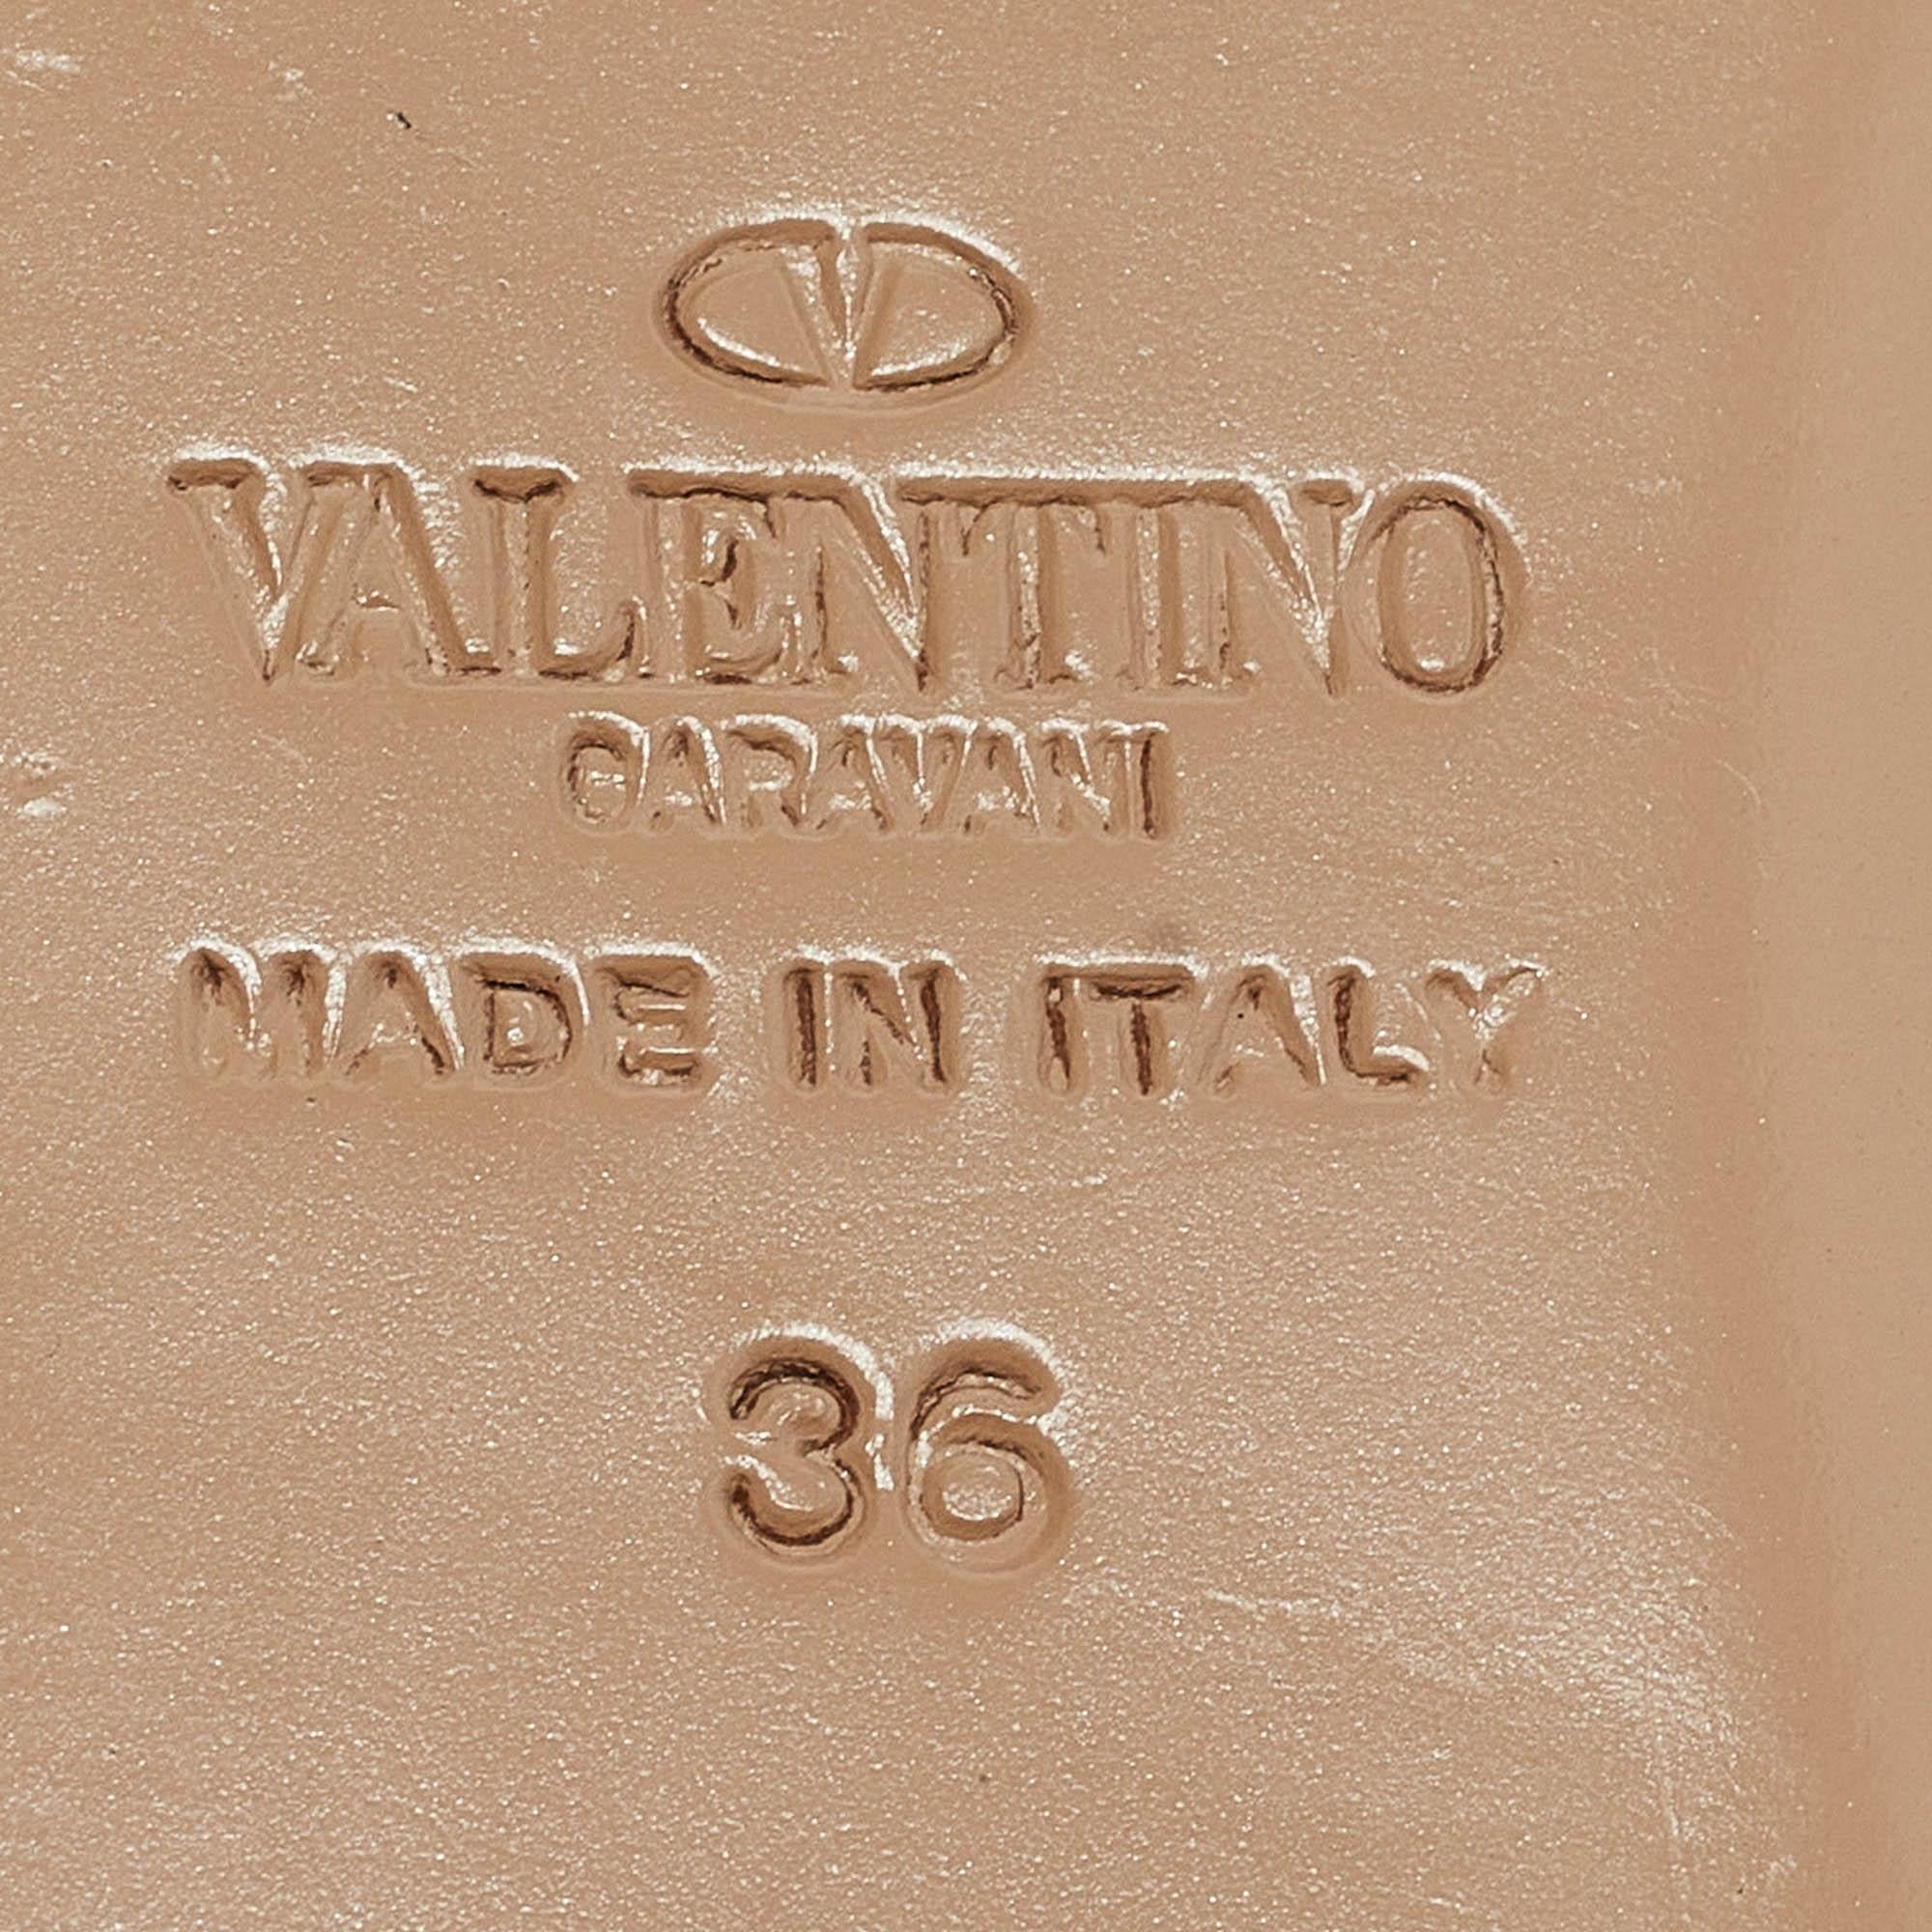 VALENTINO
GARAVANI
MADE IN ITALY
36